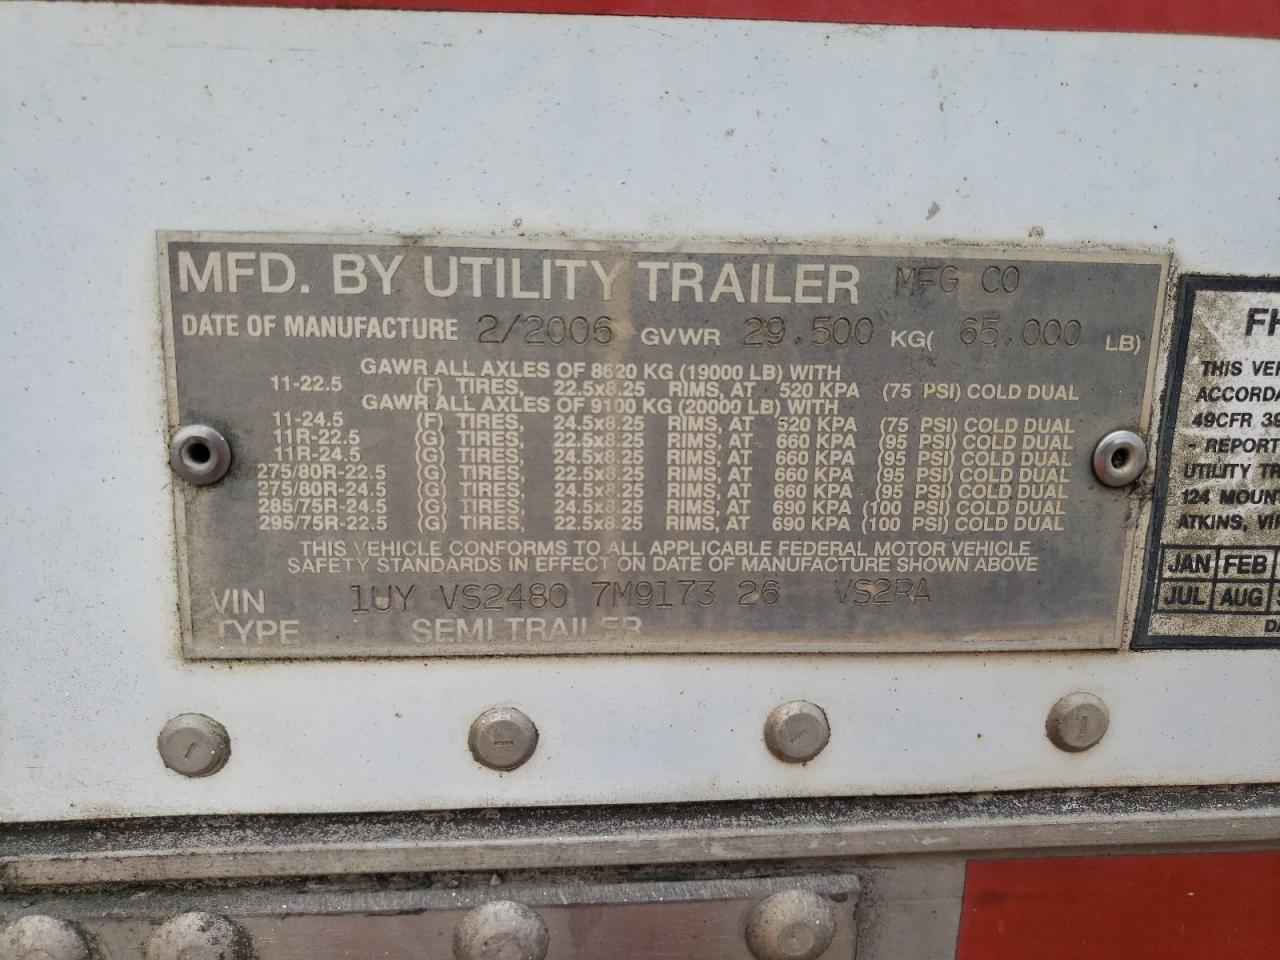 MFD. BY UTILITY TRAILER MFG CO
DATE OF MANUFACTURE 2/2006 GVWR 29.500 KG( 65.000 LB)
GAWR ALL AXLES OF 8620 KG (19000 LB) WITH
11-22.5 (F) TIRES, 22.5x8.25 RIMS, AT 520 KPA (75 PSI) COLD DUAL
GAWR ALL AXLES OF 9100 KG (20000 LB) WITH
11-24.5 (F) TIRES, 24.5x8.25 RIMS, AT 520 KPA (75 PSI) COLD DUAL
11R-22.5 (G) TIRES, 22.5x8.25 RIMS, AT 660 KPA (95 PSI) COLD DUAL
11R-24.5 (G) TIRES, 24.5x8.25 RIMS, AT 660 KPA (95 PSI) COLD DUAL
275/80R-22.5 (G) TIRES, 22.5x8.25 RIMS, AT 660 KPA (95 PSI) COLD DUAL
275/80R-24.5 (G) TIRES, 24.5x8.25 RIMS, AT 660 KPA (95 PSI) COLD DUAL
285/75R-24.5 (G) TIRES, 24.5x8.25 RIMS, AT 690 KPA (100 PSI) COLD DUAL
295/75R-22.5 (G) TIRES, 22.5x8.25 RIMS, AT 690 KPA (100 PSI) COLD DUAL
THIS VEHICLE CONFORMS TO ALL APPLICABLE FEDERAL MOTOR VEHICLE
SAFETY STANDARDS IN EFFECT ON DATE OF MANUFACTURE SHOWN ABOVE
VIN 1UY VS2480 7M9173 26 VS2RA
TYPE SEMI TRAILER
FH
THIS VEH
ACCORDA
49CFR 39
- REPORT
UTILITY TR
124 MOUN
ATKINS, VI
JAN FEB
JUL AUG S
DA